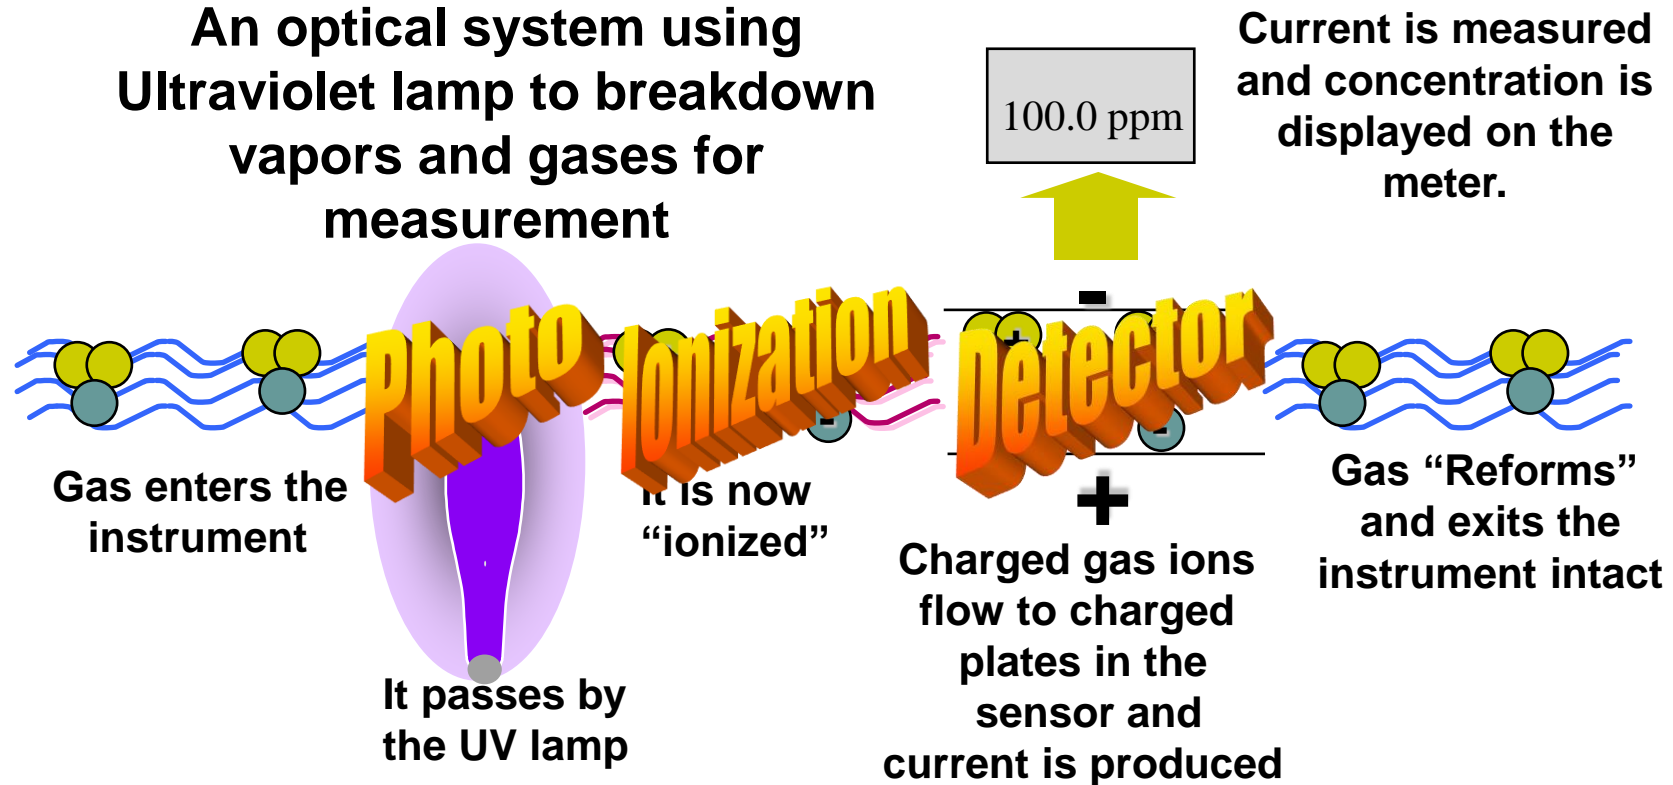 An optical system using
Ultraviolet lamp to breakdown
vapors and gases for
measurement
100.0 ppm
Current is measured
and concentration is
displayed on the
meter.
Photo
Ionization
Detector
-
+
-
-
+
Gas enters the
instrument
It passes by
the UV lamp
It is now
“ionized”
Charged gas ions
flow to charged
plates in the
sensor and
current is produced
Gas “Reforms”
and exits the
instrument intact